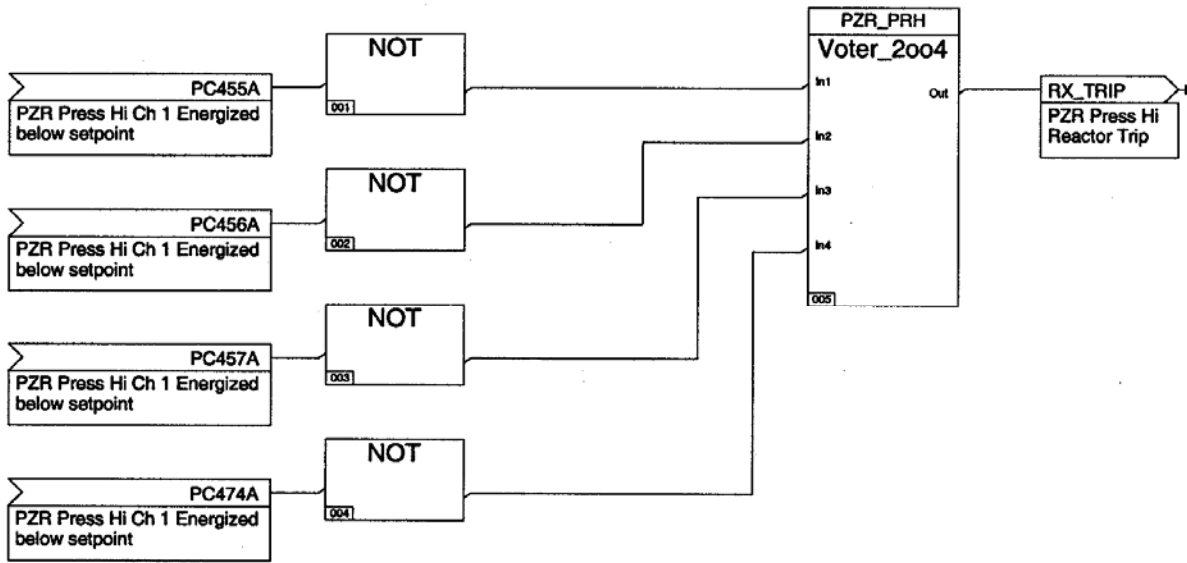 PZR_PRH
NOT
Voter_2oo4
PC455A
In1
Out
RX_TRIP
001
PZR Press Hi Ch 1 Energized
below setpoint
PZR Press Hi
Reactor Trip
In2
NOT
PC456A
In3
002
PZR Press Hi Ch 1 Energized
below setpoint
In4
005
NOT
PC457A
003
PZR Press Hi Ch 1 Energized
below setpoint
NOT
PC474A
004
PZR Press Hi Ch 1 Energized
below setpoint